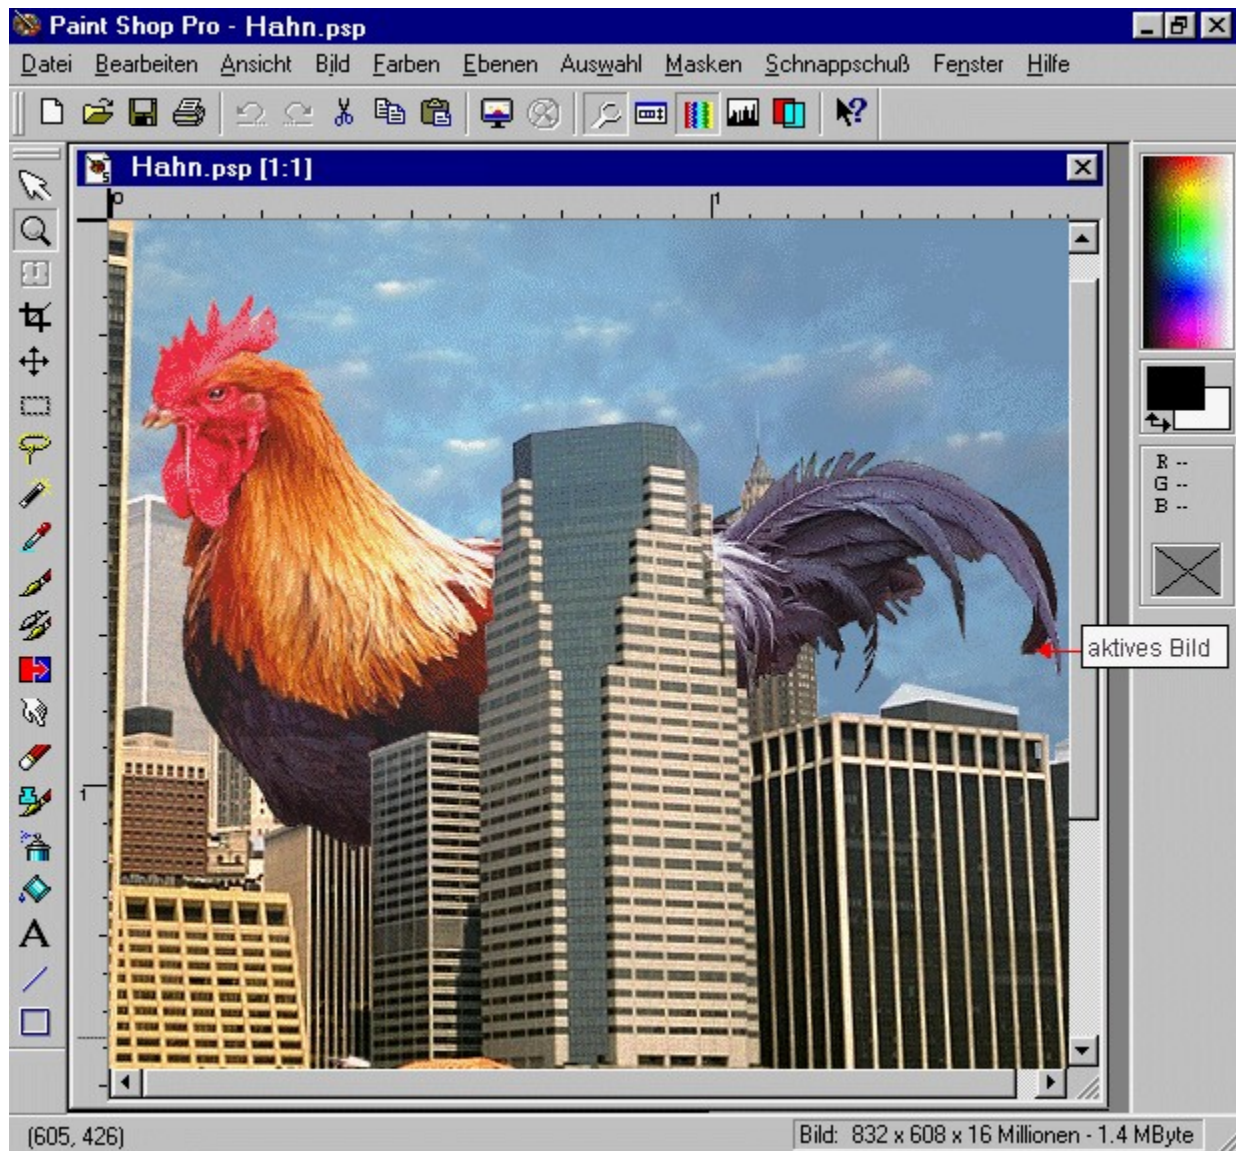 Paint Shop Pro - Hahn.psp
Datei Bearbeiten Ansicht Bild Farben Ebenen Auswahl Masken Schnappschuß Fenster Hilfe
Hahn.psp [1:1]
0 1
R --
G --
B --
aktives Bild
1
A
(605, 426) Bild: 832 x 608 x 16 Millionen - 1.4 MByte